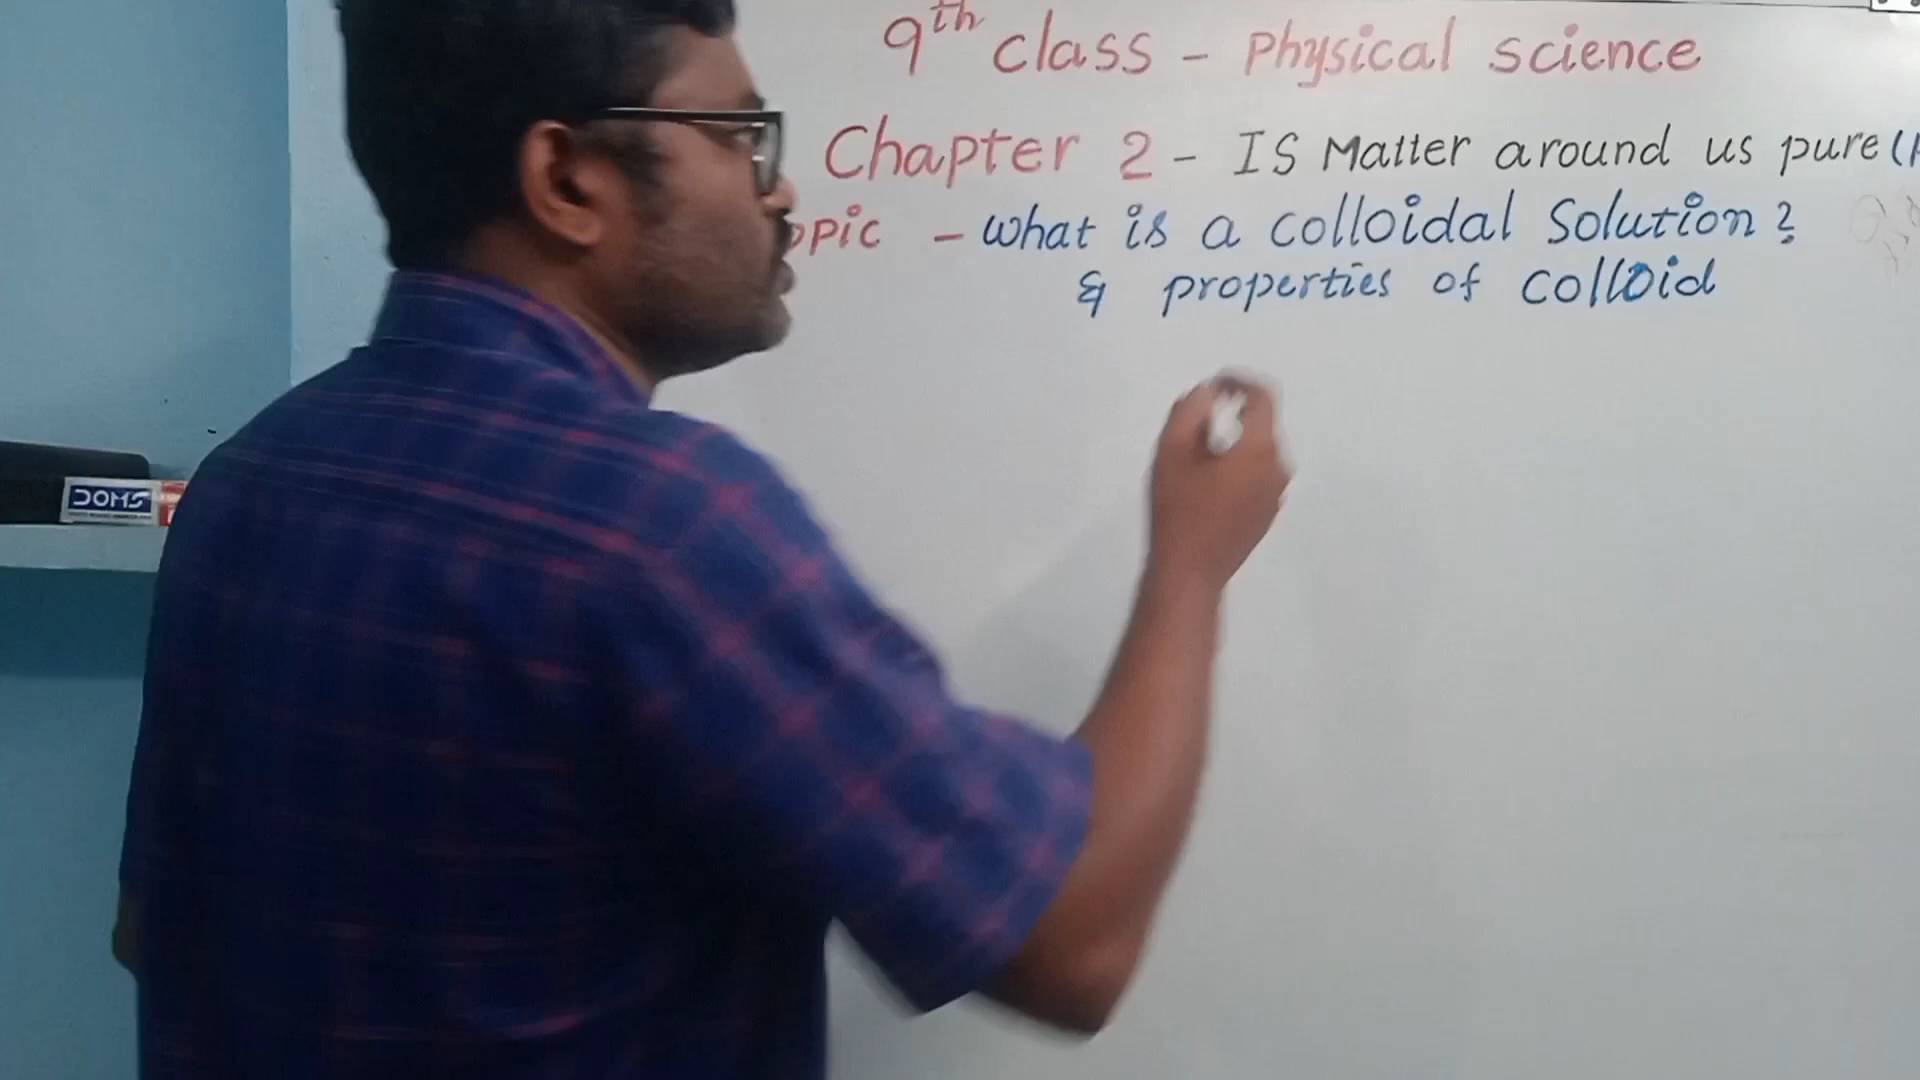 9th class - Physical science
Chapter 2 - IS Matter around us pure (
opic - what is a colloidal Solution ?
& properties of colloid
DOMS